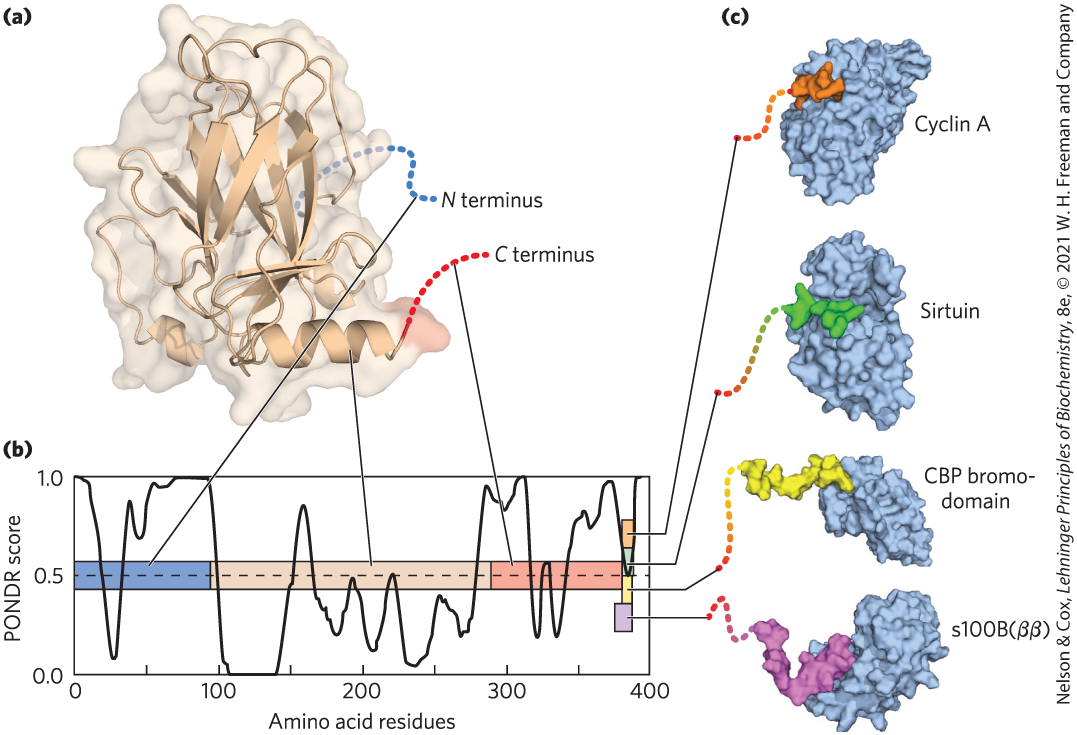 (a)
N terminus
C terminus
(b)
PONDR score
1.0
0.5
0.0
0
100
200
300
400
Amino acid residues
(c)
Cyclin A
Sirtuin
CBP bromo-
domain
s100B(ββ)
Nelson & Cox, Lehninger Principles of Biochemistry, 8e, © 2021 W. H. Freeman and Company